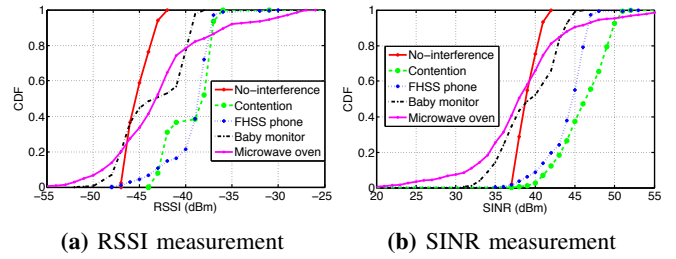 1
0.8
0.6
0.4
0.2
0
CDF
−55 −50 −45 −40 −35 −30 −25
RSSI (dBm)
No−interference
Contention
FHSS phone
Baby monitor
Microwave oven
(a) RSSI measurement
1
0.8
0.6
0.4
0.2
0
CDF
20 25 30 35 40 45 50 55
SINR (dBm)
No−interference
Contention
FHSS phone
Baby monitor
Microwave oven
(b) SINR measurement